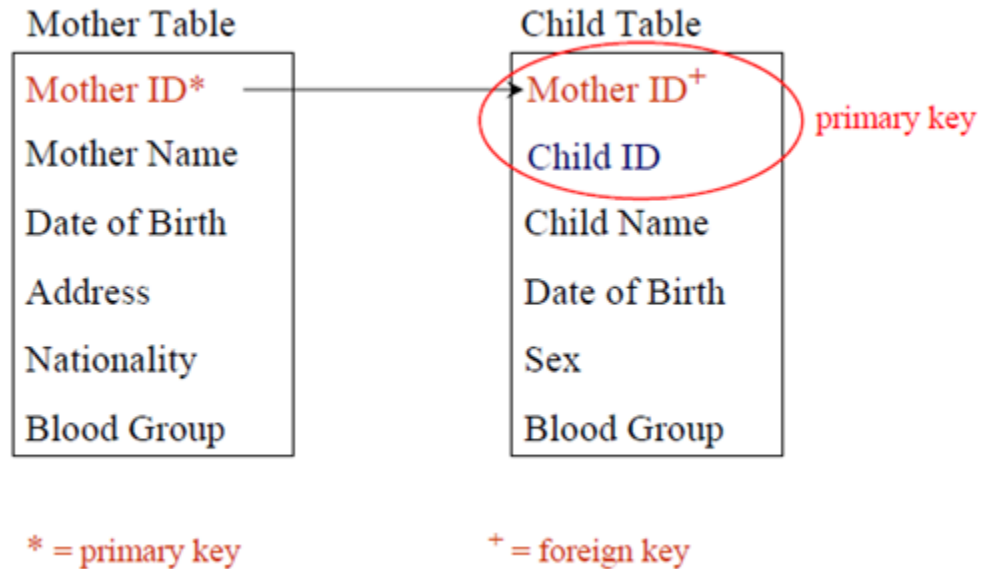 Mother Table
Mother ID*
Mother Name
Date of Birth
Address
Nationality
Blood Group
Child Table
Mother ID+
Child ID
Child Name
Date of Birth
Sex
Blood Group
primary key
* = primary key
+ = foreign key